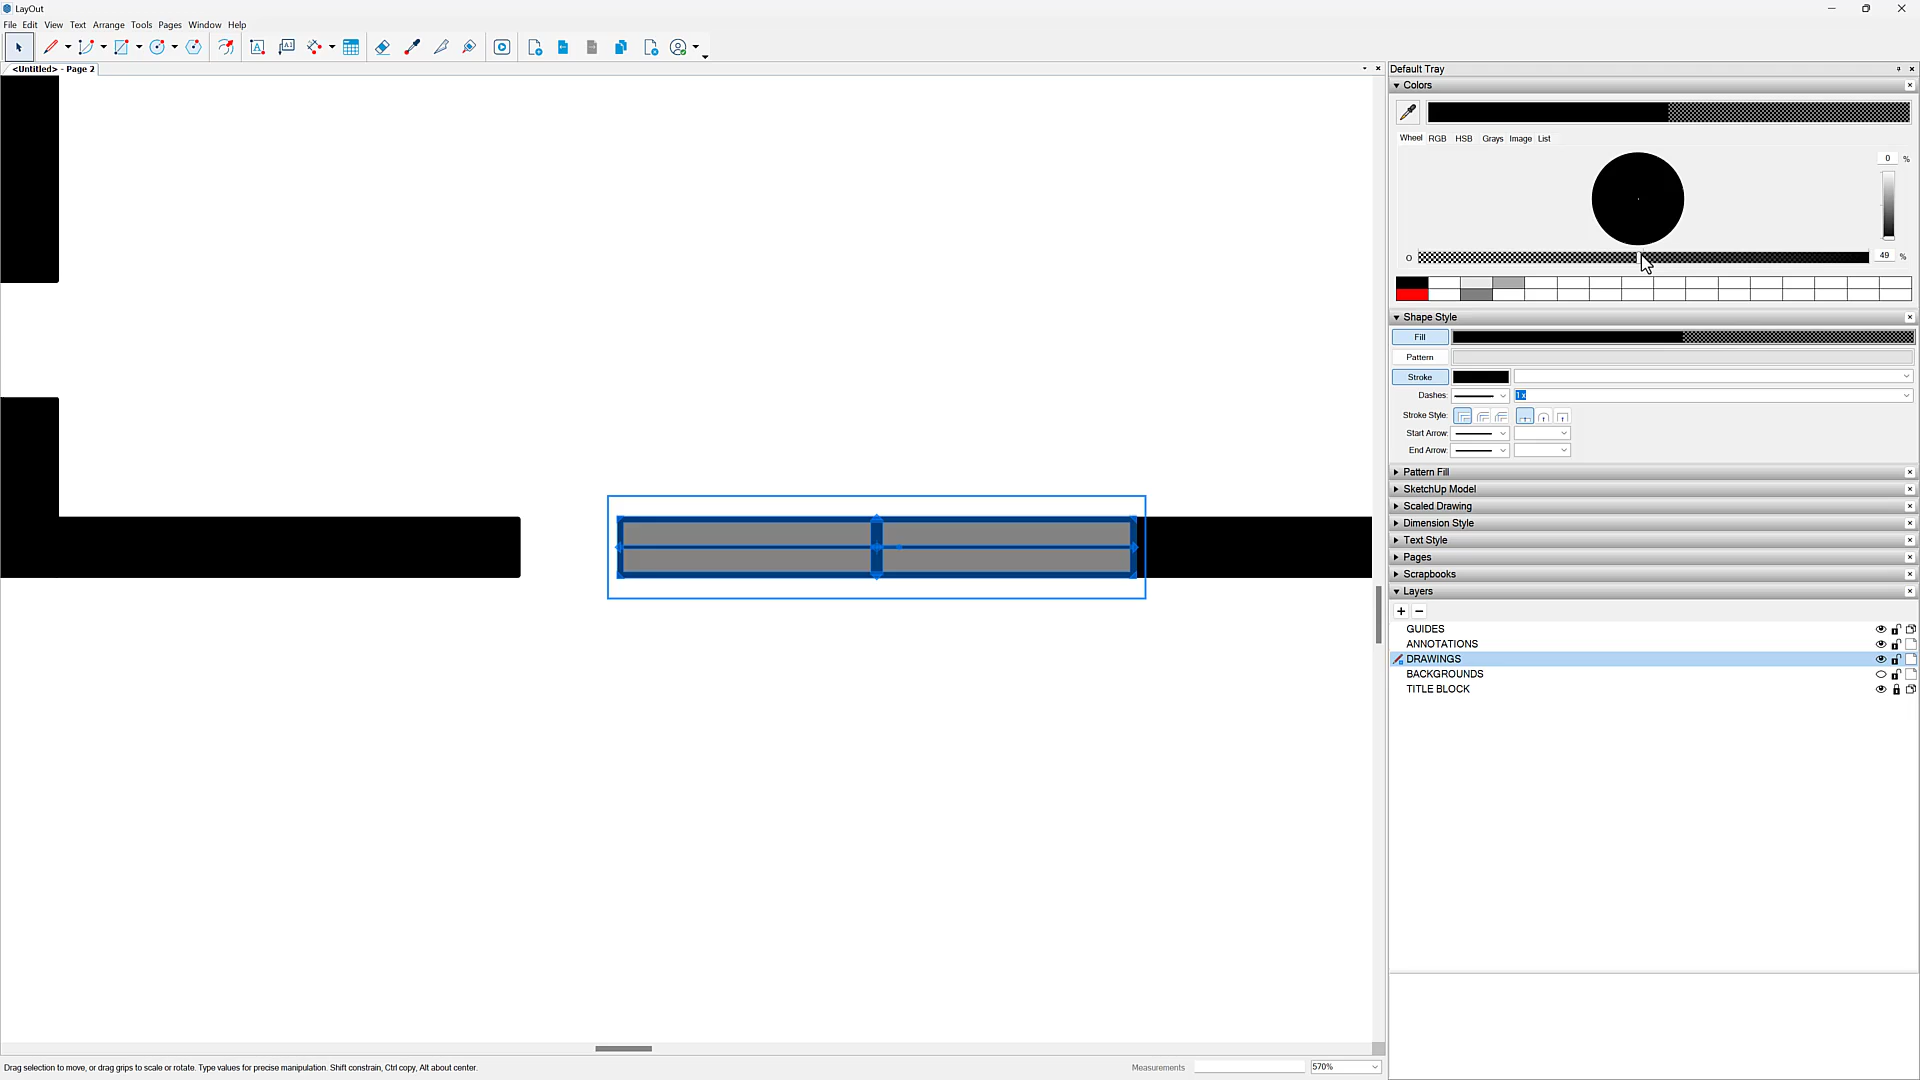 LayOut
File Edit View Text Arrange Tools Pages Window Help
<Untitled> - Page 2
Default Tray
Colors
Wheel RGB HSB Grays Image List
0 %
O 49 %
Shape Style
Fill
Pattern
Stroke
Dashes: 1 x
Stroke Style:
Start Arrow:
End Arrow:
Pattern Fill
SketchUp Model
Scaled Drawing
Dimension Style
Text Style
Pages
Scrapbooks
Layers
GUIDES
ANNOTATIONS
DRAWINGS
BACKGROUNDS
TITLE BLOCK
Drag selection to move, or drag grips to scale or rotate. Type values for precise manipulation. Shift constrain, Ctrl copy, Alt about center.
Measurements 570%